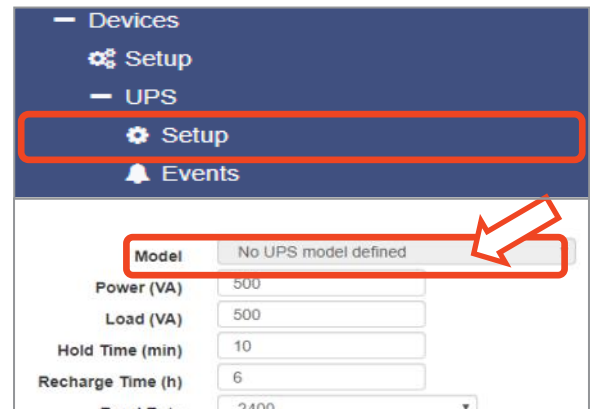 Devices
Setup
UPS
Setup
Events
Model No UPS model defined
Power (VA) 500
Load (VA) 500
Hold Time (min) 10
Recharge Time (h) 6
2400